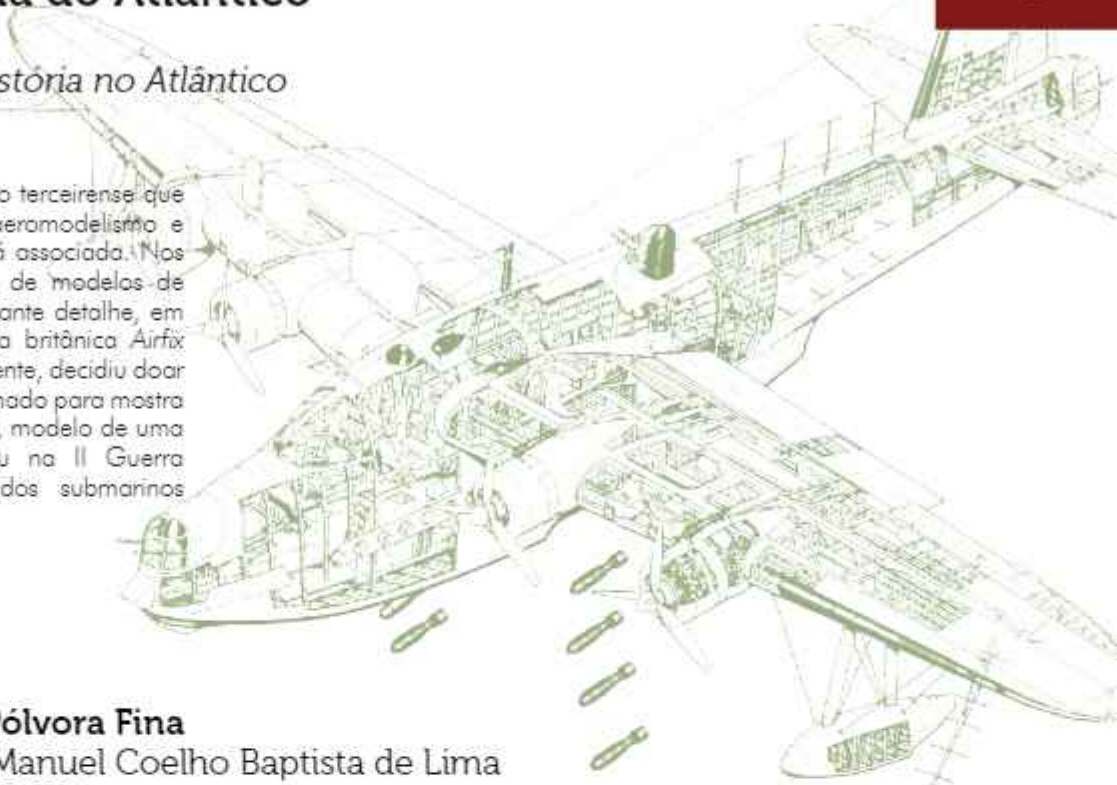 do Atlântico
stória no Atlântico
o terceirense que
aeromodelismo e
á associada. Nos
de modelos de
ante detalhe, em
a britânica Airfix
ente, decidiu doar
nado para mostra
, modelo de uma
u na II Guerra
dos submarinos
Pólvora Fina
Manuel Coelho Baptista de Lima